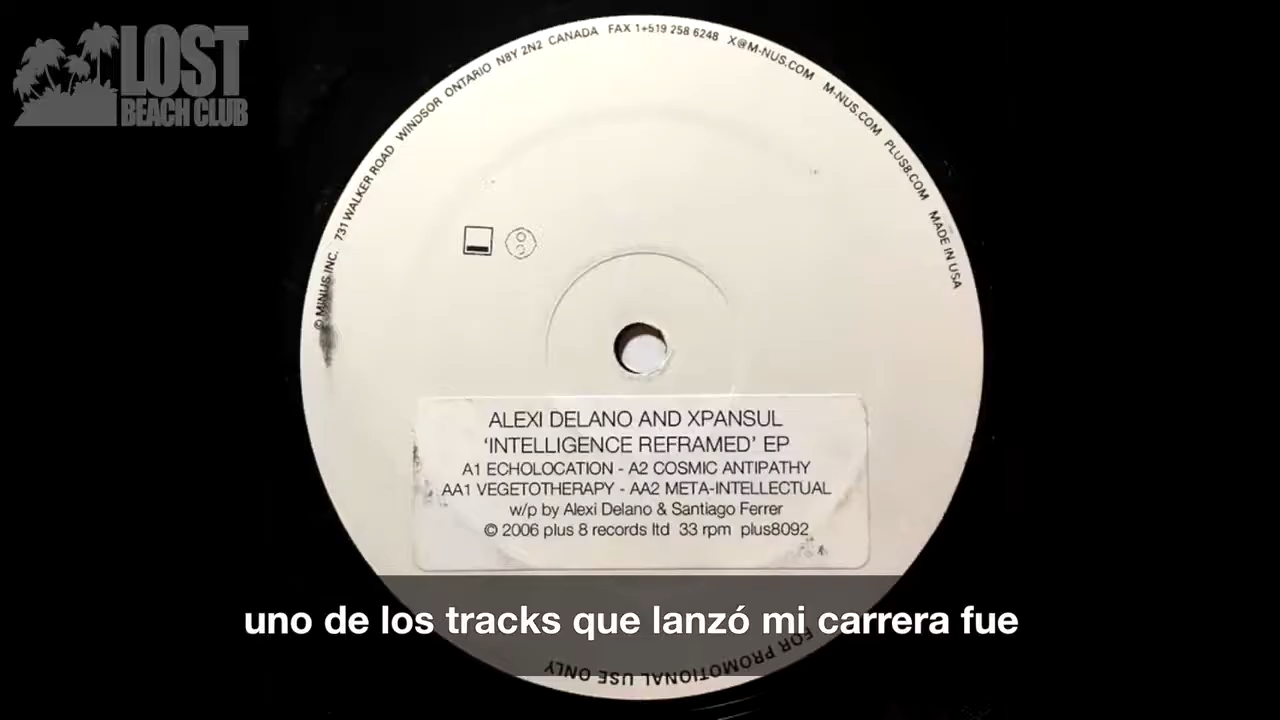 LOST
BEACH CLUB
© MINUS INC. 731 WALKER ROAD WINDSOR ONTARIO N8Y 2N2 CANADA FAX 1+519 258 6248 X@M-NUS.COM M-NUS.COM PLUS8.COM MADE IN USA
ALEXI DELANO AND XPANSUL
‘INTELLIGENCE REFRAMED’ EP
A1 ECHOLOCATION - A2 COSMIC ANTIPATHY
AA1 VEGETOTHERAPY - AA2 META-INTELLECTUAL
w/p by Alexi Delano & Santiago Ferrer
© 2006 plus 8 records ltd 33 rpm plus8092
uno de los tracks que lanzó mi carrera fue
FOR PROMOTIONAL USE ONLY